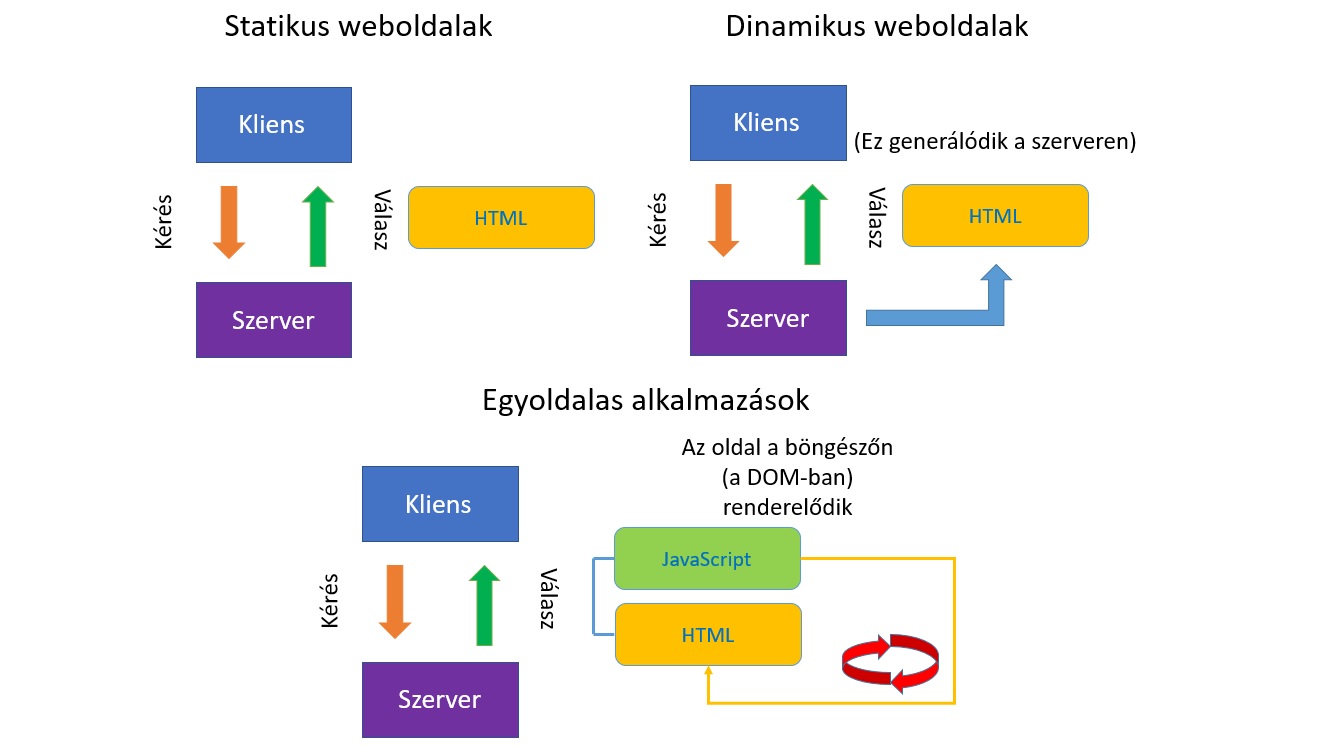 Statikus weboldalak
Kliens
Kérés
Válasz
HTML
Szerver
Dinamikus weboldalak
Kliens
(Ez generálódik a szerveren)
Kérés
Válasz
HTML
Szerver
Egyoldalas alkalmazások
Az oldal a böngészőn
(a DOM-ban)
renderelődik
Kliens
Kérés
Válasz
JavaScript
HTML
Szerver